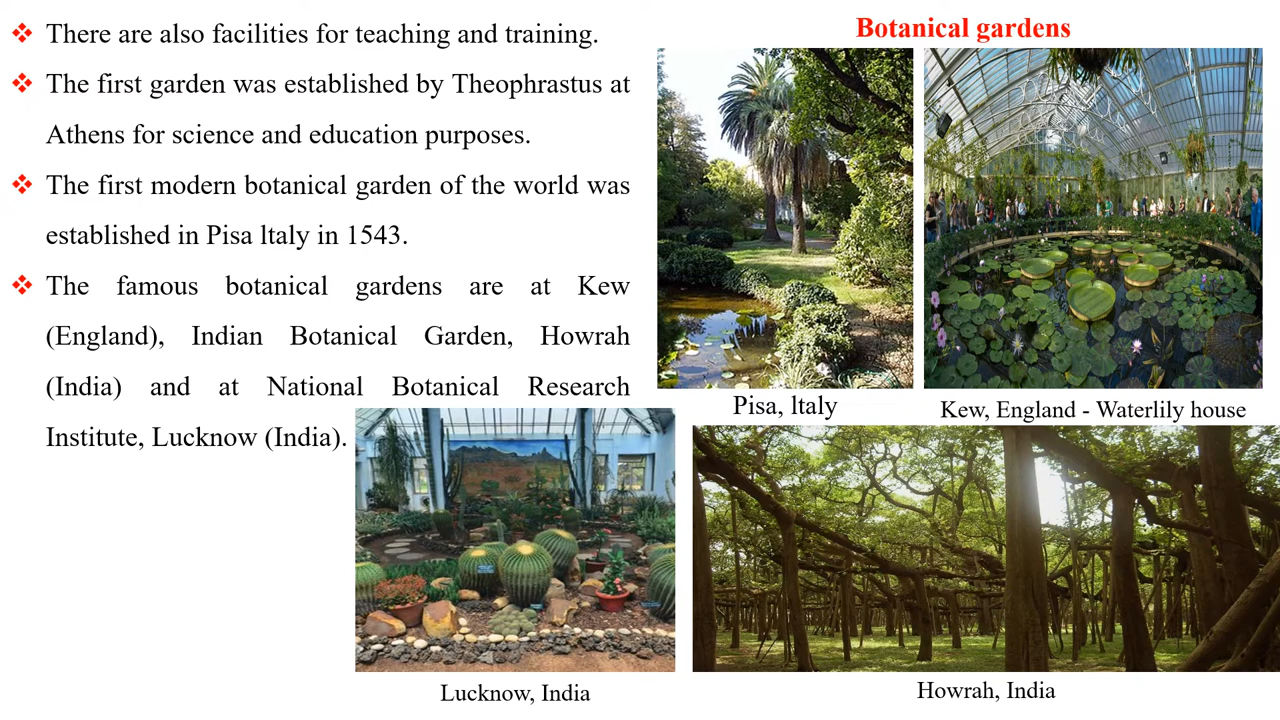 There are also facilities for teaching and training.
The first garden was established by Theophrastus at
Athens for science and education purposes.
The first modern botanical garden of the world was
established in Pisa ltaly in 1543.
The famous botanical gardens are at Kew
(England), Indian Botanical Garden, Howrah
(India) and at National Botanical Research
Institute, Lucknow (India).
Botanical gardens
Pisa, ltaly
Kew, England - Waterlily house
Lucknow, India
Howrah, India